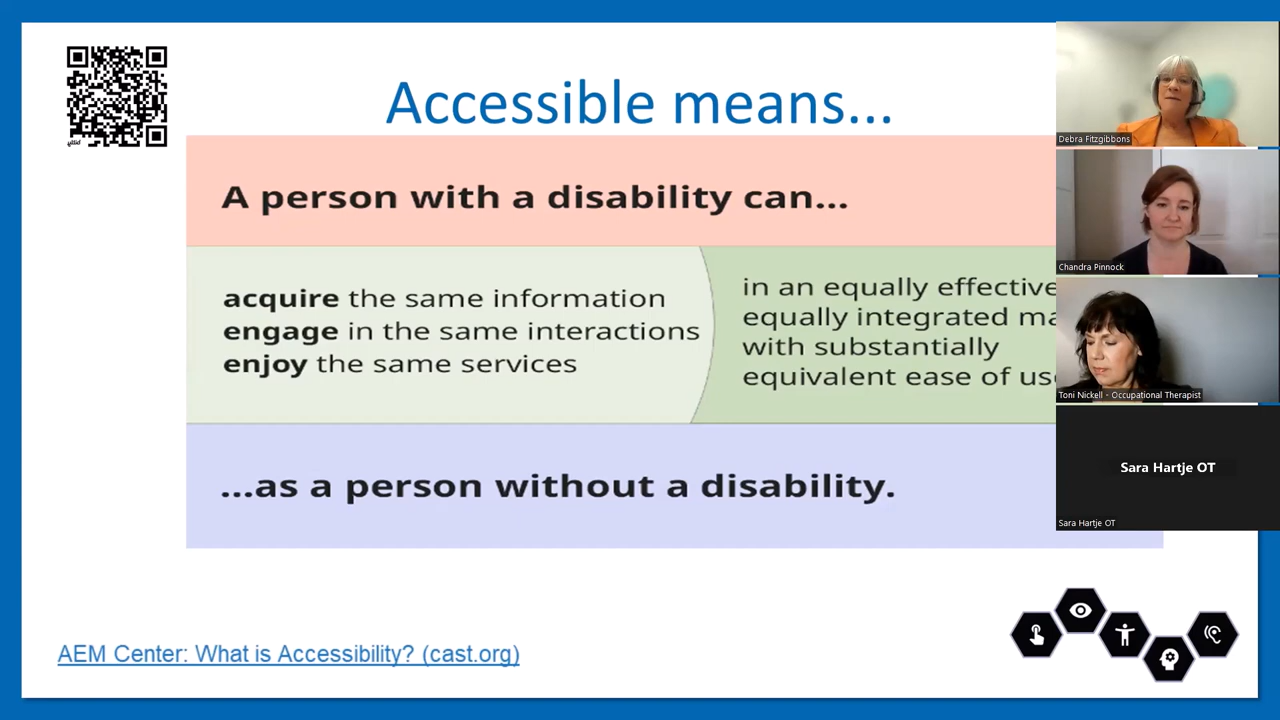 Accessible means...
A person with a disability can...
acquire the same information
engage in the same interactions
enjoy the same services
in an equally effective
equally integrated ma
with substantially
equivalent ease of us
...as a person without a disability.
AEM Center: What is Accessibility? (cast.org)
Debra Fitzgibbons
Chandra Pinnock
Toni Nickell - Occupational Therapist
Sara Hartje OT
Sara Hartje OT